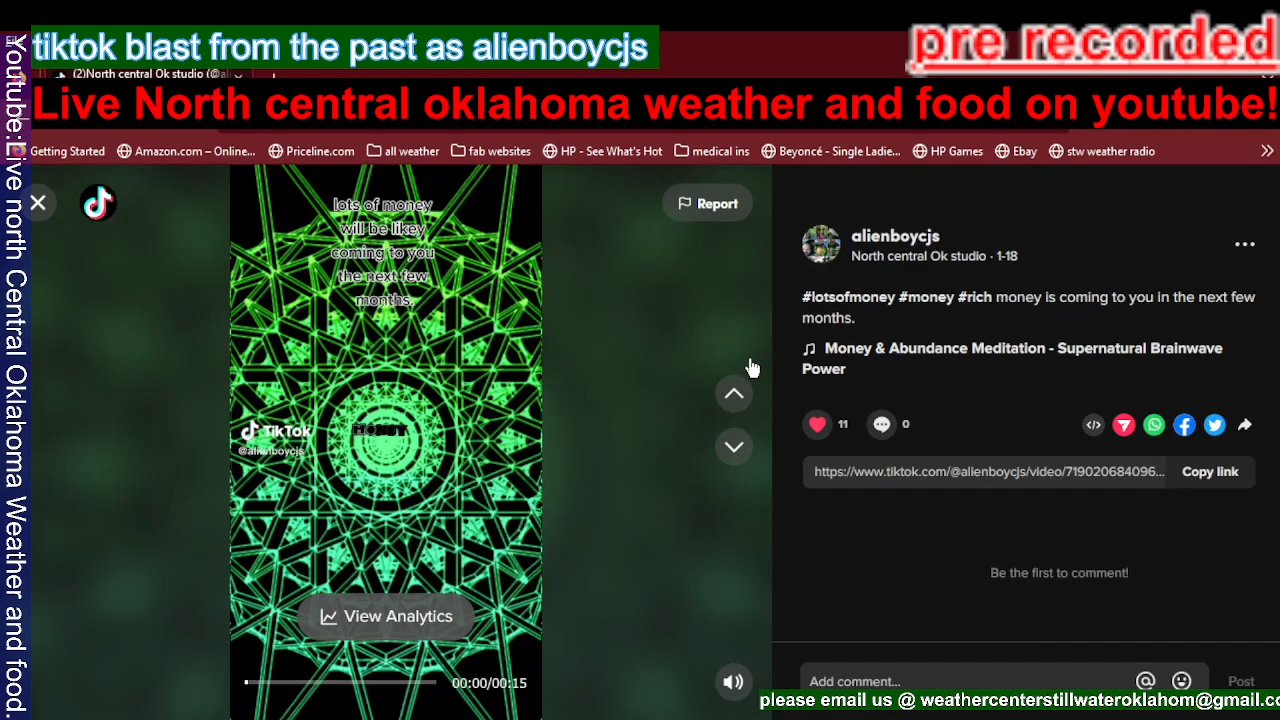 tiktok blast from the past as alienboycjs
pre recorded
(2)North central Ok studio (@a
Live North central oklahoma weather and food on youtube!
Getting Started Amazon.com – Online... Priceline.com all weather fab websites HP - See What's Hot medical ins Beyoncé - Single Ladie... HP Games Ebay stw weather radio
Youtube:Live north Central Oklahoma Weather and food.
lots of money
will be likey
coming to you
the next few
months.
Report
MONEY
TikTok
@alienboycjs
View Analytics
00:00/00:15
alienboycjs
North central Ok studio · 1-18
#lotsofmoney #money #rich money is coming to you in the next few
months.
Money & Abundance Meditation - Supernatural Brainwave
Power
11 0
https://www.tiktok.com/@alienboycjs/video/719020684096... Copy link
Be the first to comment!
Add comment... Post
please email us @ weathercenterstillwateroklahom@gmail.co